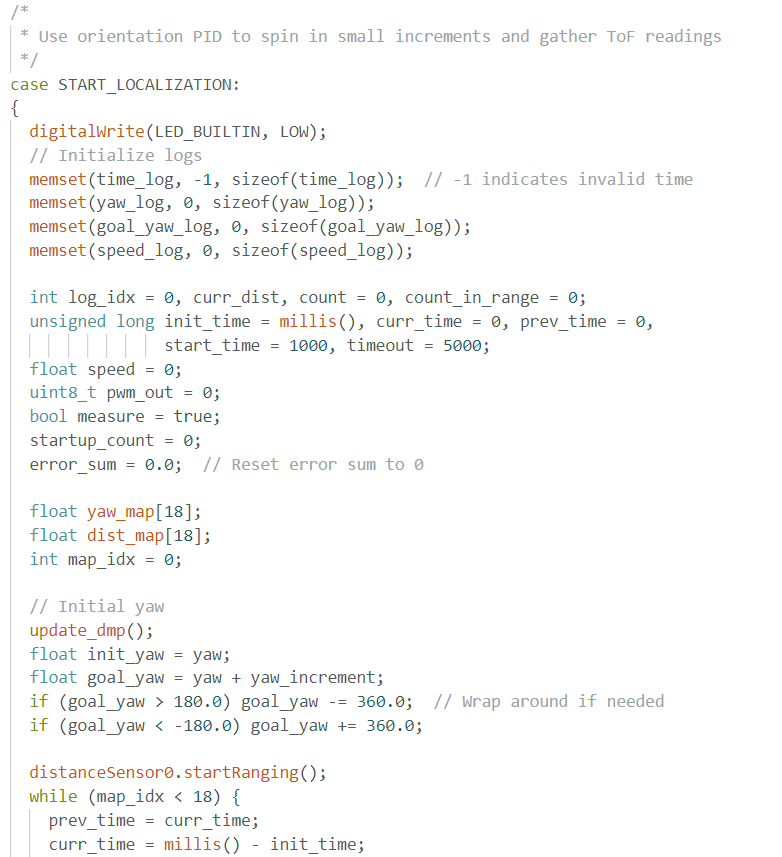 /*
 * Use orientation PID to spin in small increments and gather ToF readings
 */
case START_LOCALIZATION:
{
  digitalWrite(LED_BUILTIN, LOW);
  // Initialize logs
  memset(time_log, -1, sizeof(time_log));  // -1 indicates invalid time
  memset(yaw_log, 0, sizeof(yaw_log));
  memset(goal_yaw_log, 0, sizeof(goal_yaw_log));
  memset(speed_log, 0, sizeof(speed_log));

  int log_idx = 0, curr_dist, count = 0, count_in_range = 0;
  unsigned long init_time = millis(), curr_time = 0, prev_time = 0,
                start_time = 1000, timeout = 5000;
  float speed = 0;
  uint8_t pwm_out = 0;
  bool measure = true;
  startup_count = 0;
  error_sum = 0.0;  // Reset error sum to 0

  float yaw_map[18];
  float dist_map[18];
  int map_idx = 0;

  // Initial yaw
  update_dmp();
  float init_yaw = yaw;
  float goal_yaw = yaw + yaw_increment;
  if (goal_yaw > 180.0) goal_yaw -= 360.0;  // Wrap around if needed
  if (goal_yaw < -180.0) goal_yaw += 360.0;

  distanceSensor0.startRanging();
  while (map_idx < 18) {
    prev_time = curr_time;
    curr_time = millis() - init_time;